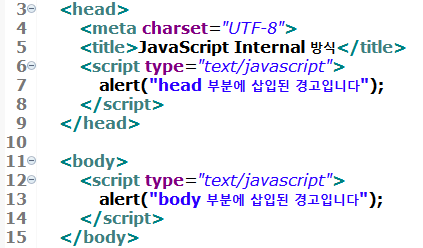 3 <head>
4 <meta charset="UTF-8">
5 <title>JavaScript Internal 방식</title>
6 <script type="text/javascript">
7 alert("head 부분에 삽입된 경고입니다");
8 </script>
9 </head>
10
11 <body>
12 <script type="text/javascript">
13 alert("body 부분에 삽입된 경고입니다");
14 </script>
15 </body>